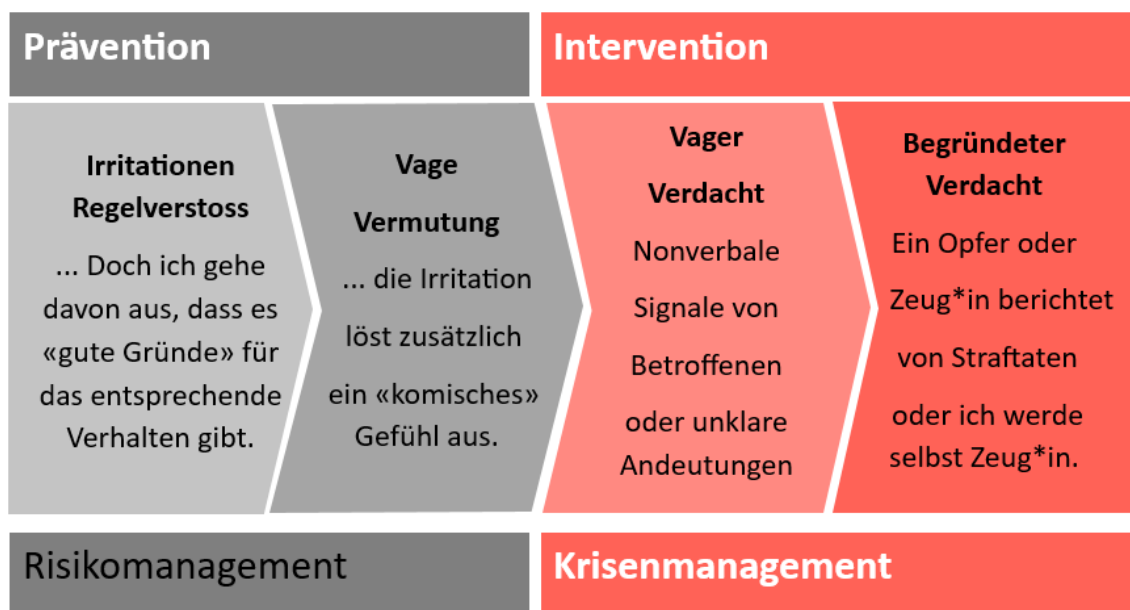 Prävention
Intervention
Irritationen
Regelverstoss
... Doch ich gehe
davon aus, dass es
«gute Gründe» für
das entsprechende
Verhalten gibt.
Vage
Vermutung
... die Irritation
löst zusätzlich
ein «komisches»
Gefühl aus.
Vager
Verdacht
Nonverbale
Signale von
Betroffenen
oder unklare
Andeutungen
Begründeter
Verdacht
Ein Opfer oder
Zeug*in berichtet
von Straftaten
oder ich werde
selbst Zeug*in.
Risikomanagement
Krisenmanagement